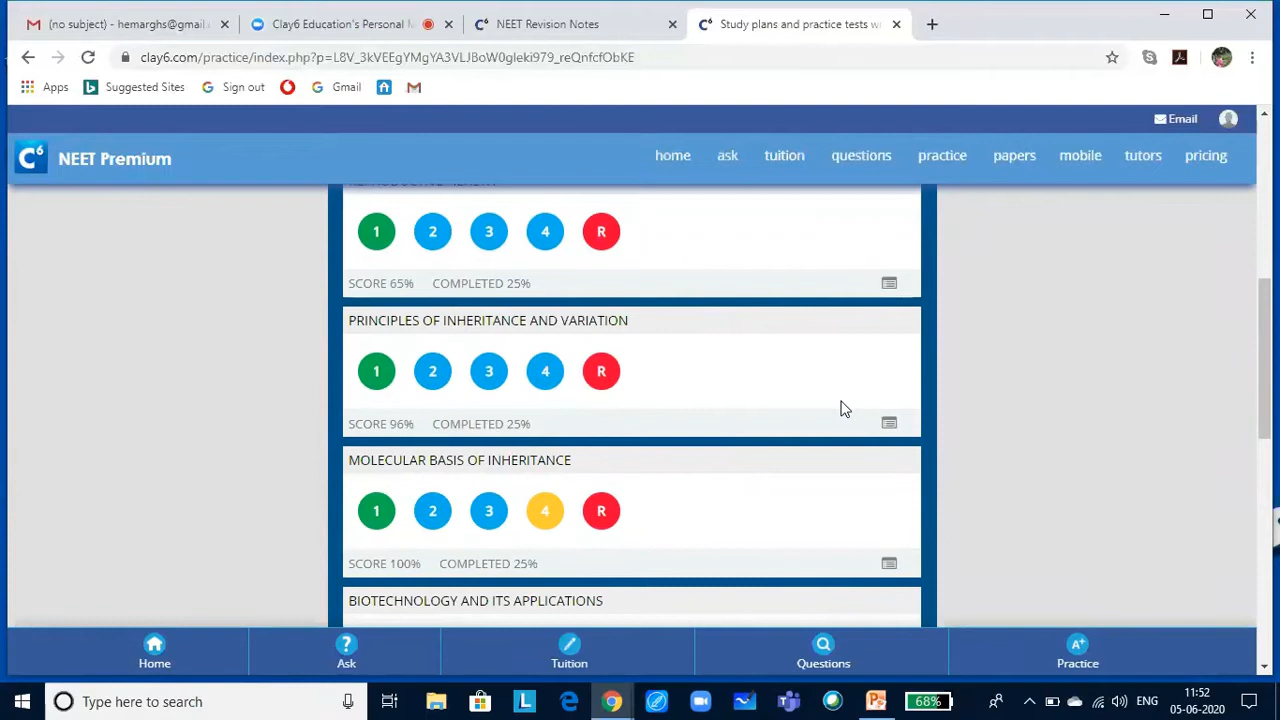 (no subject) - hemarghs@gmail.
Clay6 Education's Personal M
NEET Revision Notes
Study plans and practice tests w
clay6.com/practice/index.php?p=L8V_3kVEEgYMgYA3VLJBoW0gleki979_reQnfcfObKE
Apps
Suggested Sites
Sign out
Gmail
Email
C6
NEET Premium
home
ask
tuition
questions
practice
papers
mobile
tutors
pricing
1 2 3 4 R
SCORE 65% COMPLETED 25%
PRINCIPLES OF INHERITANCE AND VARIATION
1 2 3 4 R
SCORE 96% COMPLETED 25%
MOLECULAR BASIS OF INHERITANCE
1 2 3 4 R
SCORE 100% COMPLETED 25%
BIOTECHNOLOGY AND ITS APPLICATIONS
Home
Ask
Tuition
Questions
A+
Practice
Type here to search
68%
ENG
11:52
05-06-2020